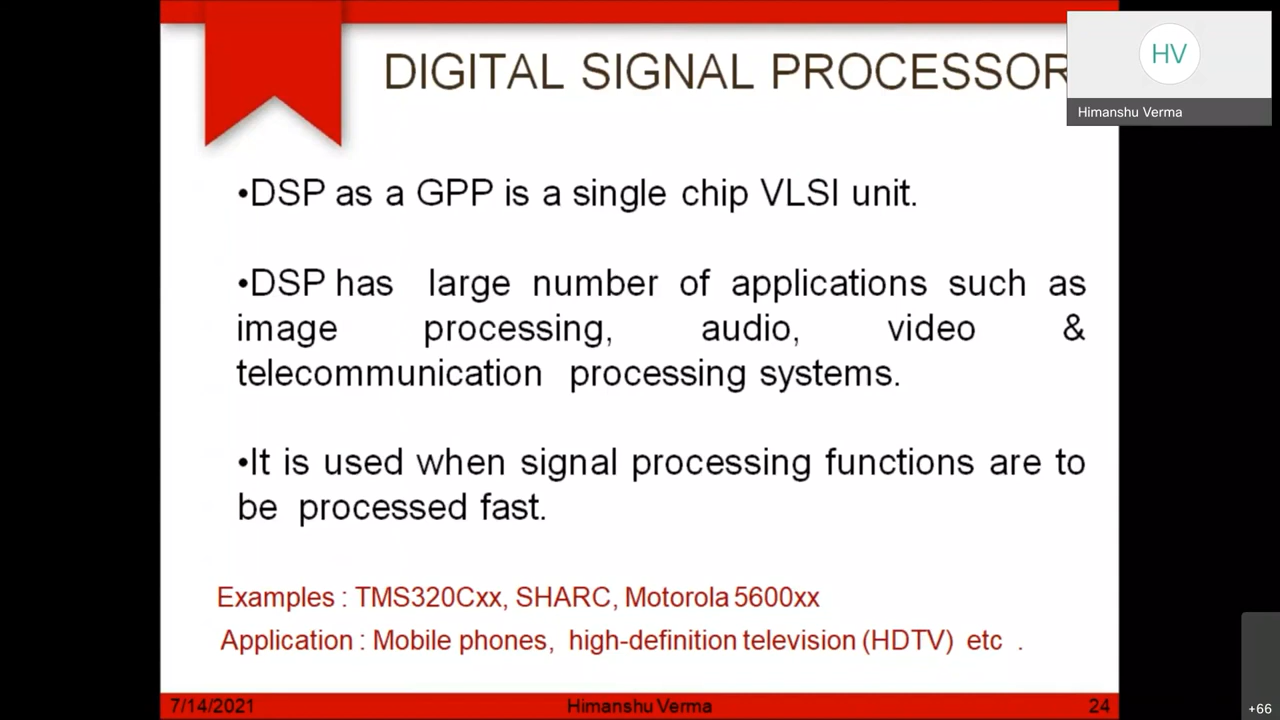 DIGITAL SIGNAL PROCESSOR
HV
Himanshu Verma
•DSP as a GPP is a single chip VLSI unit.
•DSP has large number of applications such as
image processing, audio, video &
telecommunication processing systems.
•It is used when signal processing functions are to
be processed fast.
Examples : TMS320Cxx, SHARC, Motorola 5600xx
Application : Mobile phones, high-definition television (HDTV) etc .
7/14/2021 Himanshu Verma 24
+66